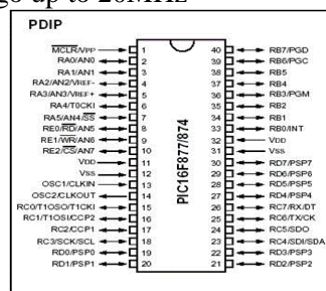 go up to 20MHz
PDIP
MCLR/VPP 1 40 RB7/PGD
RA0/AN0 2 39 RB6/PGC
RA1/AN1 3 38 RB5
RA2/AN2/VREF- 4 37 RB4
RA3/AN3/VREF+ 5 36 RB3/PGM
RA4/T0CKI 6 35 RB2
RA5/AN4/SS 7 34 RB1
RE0/RD/AN5 8 33 RB0/INT
RE1/WR/AN6 9 32 VDD
RE2/CS/AN7 10 31 VSS
VDD 11 30 RD7/PSP7
VSS 12 29 RD6/PSP6
OSC1/CLKIN 13 28 RD5/PSP5
OSC2/CLKOUT 14 27 RD4/PSP4
RC0/T1OSO/T1CKI 15 26 RC7/RX/DT
RC1/T1OSI/CCP2 16 25 RC6/TX/CK
RC2/CCP1 17 24 RC5/SDO
RC3/SCK/SCL 18 23 RC4/SDI/SDA
RD0/PSP0 19 22 RD3/PSP3
RD1/PSP1 20 21 RD2/PSP2
PIC16F877/874